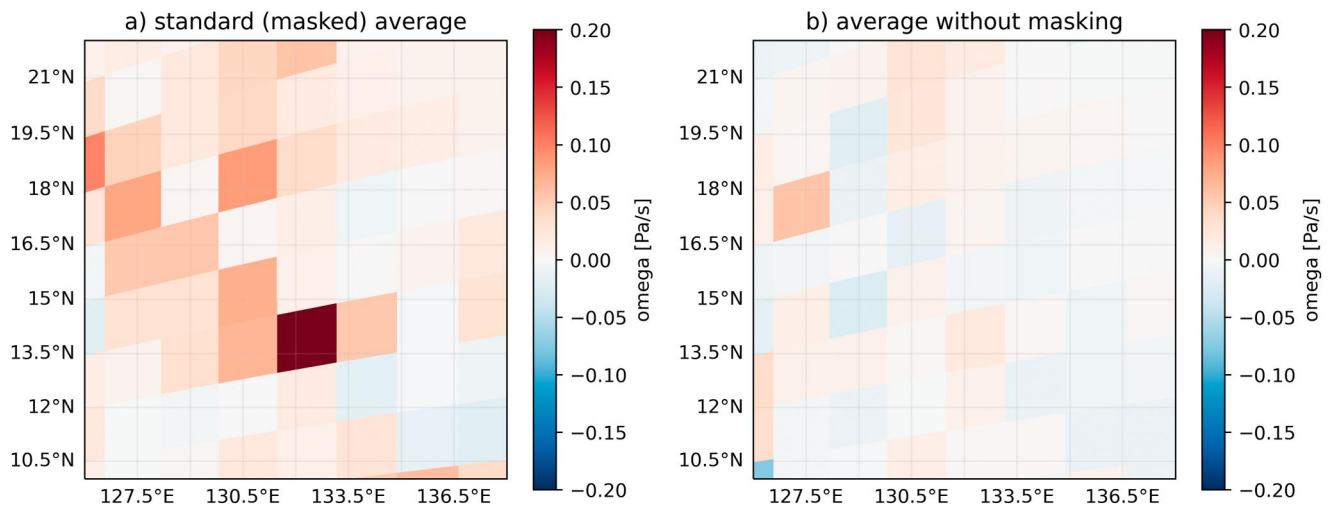 a) standard (masked) average
21°N
19.5°N
18°N
16.5°N
15°N
13.5°N
12°N
10.5°N
127.5°E 130.5°E 133.5°E 136.5°E
0.20
0.15
0.10
0.05
0.00
−0.05
−0.10
−0.15
−0.20
omega [Pa/s]
b) average without masking
21°N
19.5°N
18°N
16.5°N
15°N
13.5°N
12°N
10.5°N
127.5°E 130.5°E 133.5°E 136.5°E
0.20
0.15
0.10
0.05
0.00
−0.05
−0.10
−0.15
−0.20
omega [Pa/s]